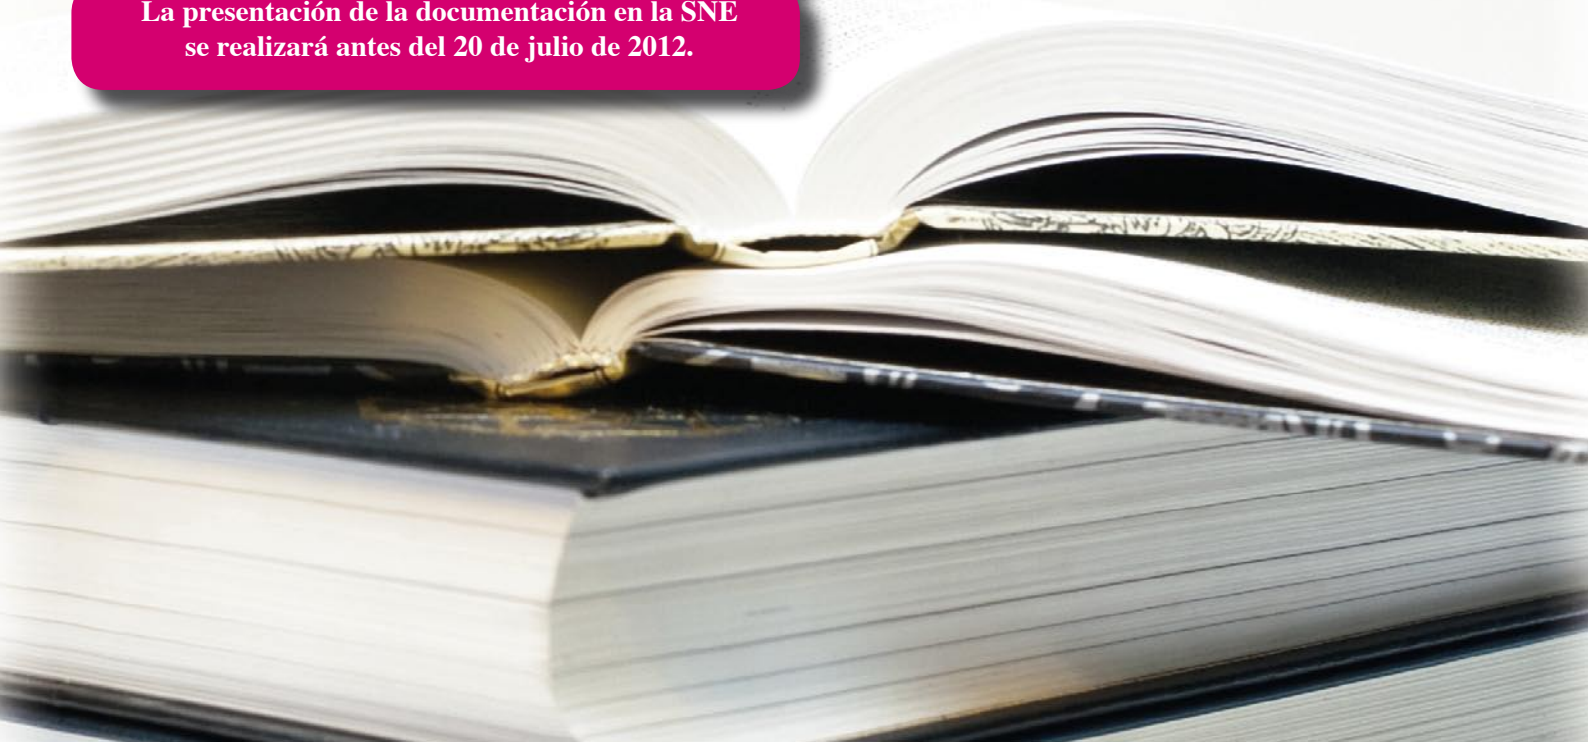 La presentación de la documentación en la SNE
se realizará antes del 20 de julio de 2012.